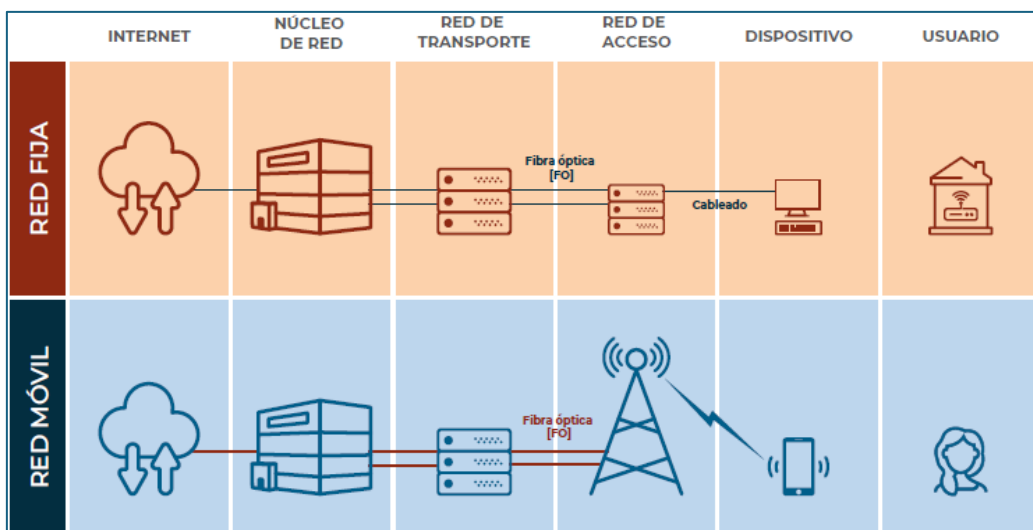 INTERNET
NÚCLEO
DE RED
RED DE
TRANSPORTE
RED DE
ACCESO
DISPOSITIVO
USUARIO
RED FIJA
Fibra óptica
[FO]
Cableado
RED MÓVIL
Fibra óptica
[FO]